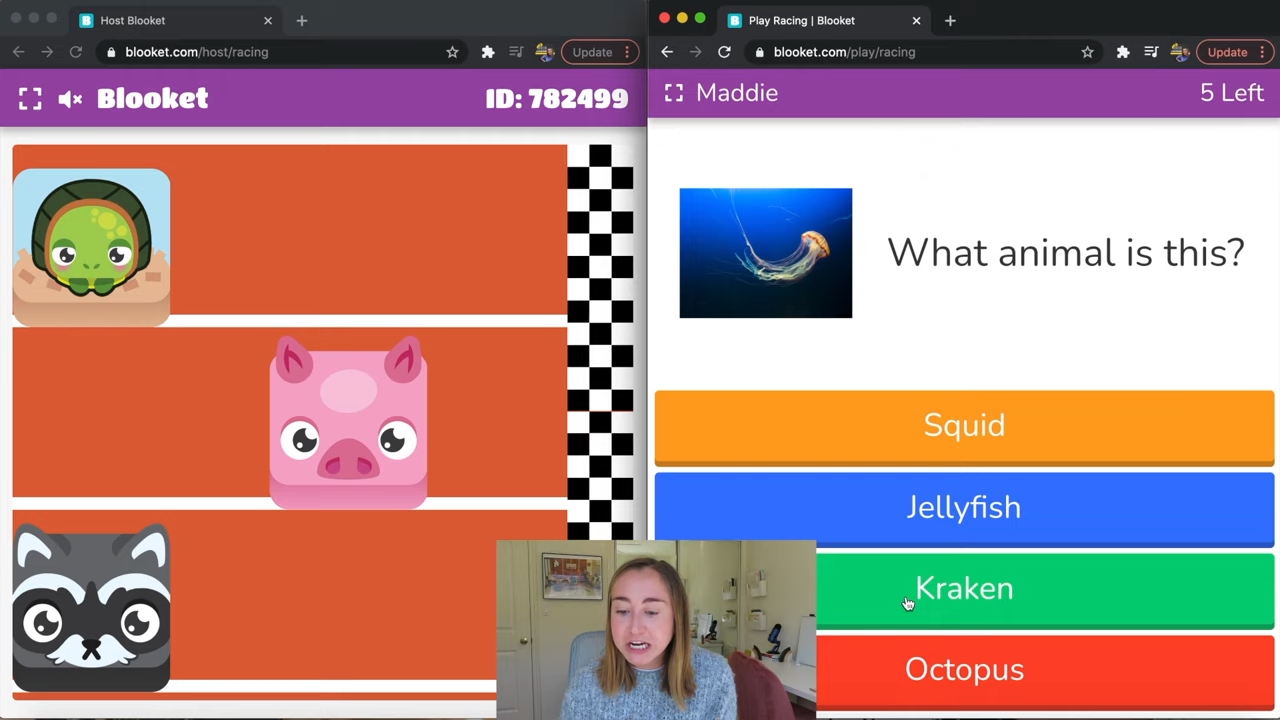 Host Blooket
Play Racing | Blooket
blooket.com/host/racing
Update
blooket.com/play/racing
Update
Blooket
ID: 782499
Maddie
5 Left
What animal is this?
Squid
Jellyfish
Kraken
Octopus